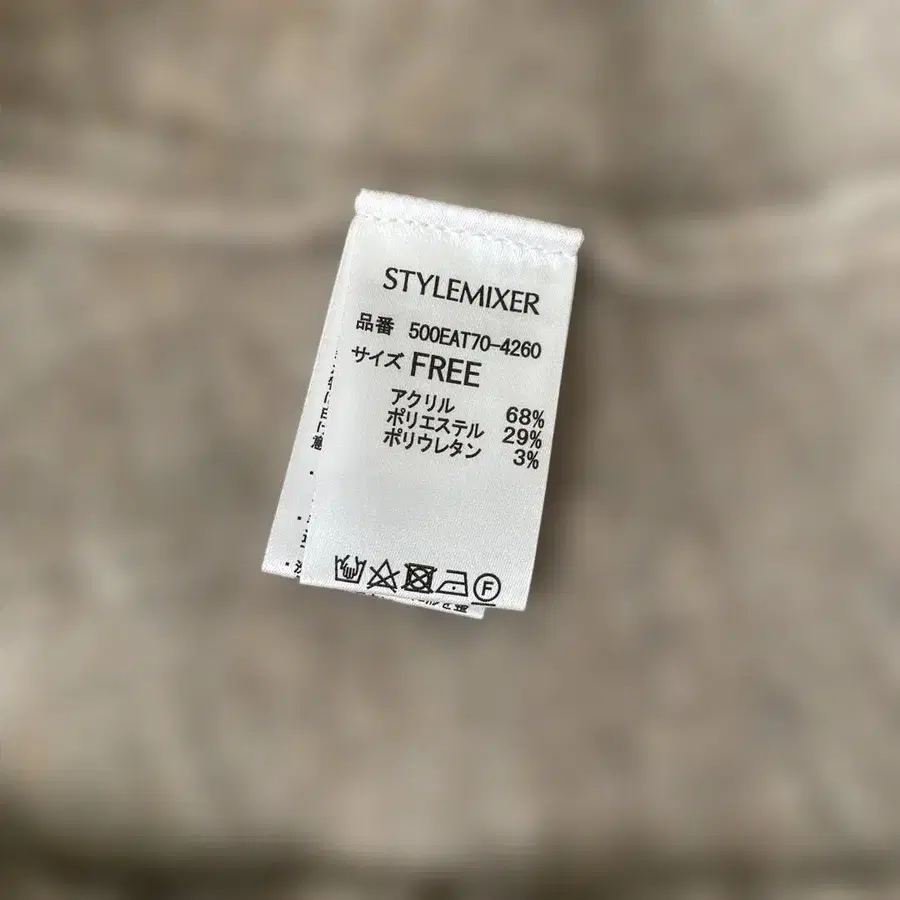 STYLEMIXER
品番 500EAT70-4260
サイズ FREE
アクリル 68%
ポリエステル 29%
ポリウレタン 3%
F